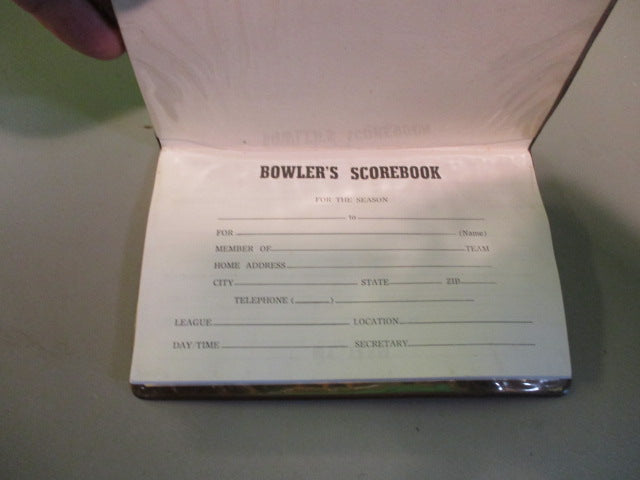 BOWLER'S SCOREBOOK
FOR THE SEASON
to
FOR (Name)
MEMBER OF TEAM
HOME ADDRESS
CITY STATE ZIP
TELEPHONE ( )
LEAGUE LOCATION
DAY TIME SECRETARY